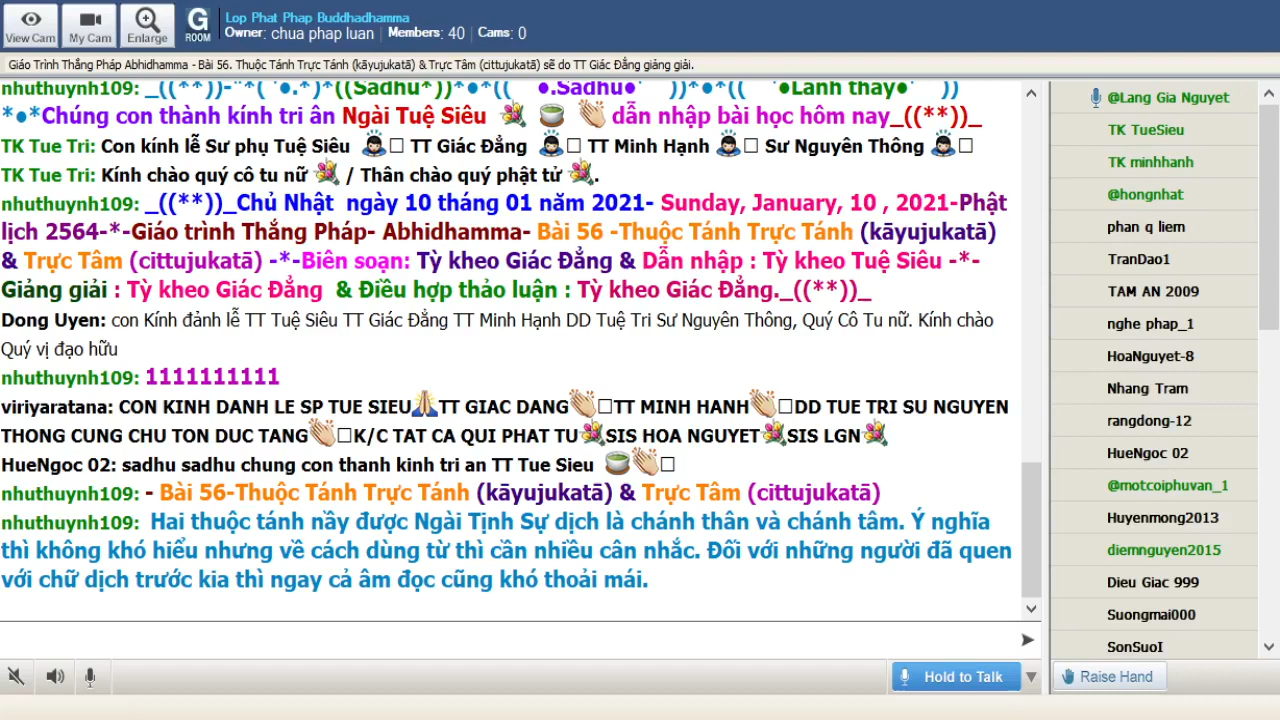 View Cam
My Cam
Enlarge
G
ROOM
Lop Phat Phap Buddhadhamma
Owner: chua phap luan | Members: 40 | Cams: 0
Giáo Trình Thắng Pháp Abhidhamma - Bài 56. Thuộc Tánh Trực Tánh (kāyujukatā) & Trực Tâm (cittujukatā) sẽ do TT Giác Đẳng giảng giải.
nhuthuynh109: _((**))-"*( '●.*)*((Sadhu*))*●*(( ●.Sadhu●' ))*●*(( '●Lành thay●' ))
*●*Chúng con thành kính tri ân Ngài Tuệ Siêu dẫn nhập bài học hôm nay_((**))_
TK Tue Tri: Con kính lễ Sư phụ Tuệ Siêu TT Giác Đẳng TT Minh Hạnh Sư Nguyên Thông
TK Tue Tri: Kính chào quý cô tu nữ / Thân chào quý phật tử .
nhuthuynh109: _((**))_Chủ Nhật ngày 10 tháng 01 năm 2021- Sunday, January, 10 , 2021-Phật
lịch 2564-*-Giáo trình Thắng Pháp- Abhidhamma- Bài 56 -Thuộc Tánh Trực Tánh (kāyujukatā)
& Trực Tâm (cittujukatā) -*-Biên soạn: Tỳ kheo Giác Đẳng & Dẫn nhập : Tỳ kheo Tuệ Siêu -*-
Giảng giải : Tỳ kheo Giác Đẳng & Điều hợp thảo luận : Tỳ kheo Giác Đẳng._((**))_
Dong Uyen: con Kính đảnh lễ TT Tuệ Siêu TT Giác Đẳng TT Minh Hạnh DD Tuệ Tri Sư Nguyên Thông, Quý Cô Tu nữ. Kính chào
Quý vị đạo hữu
nhuthuynh109: 1111111111
viriyaratana: CON KINH DANH LE SP TUE SIEU TT GIAC DANG TT MINH HANH DD TUE TRI SU NGUYEN
THONG CUNG CHU TON DUC TANG K/C TAT CA QUI PHAT TU SIS HOA NGUYET SIS LGN
HueNgoc 02: sadhu sadhu chung con thanh kinh tri an TT Tue Sieu
nhuthuynh109: - Bài 56-Thuộc Tánh Trực Tánh (kāyujukatā) & Trực Tâm (cittujukatā)
nhuthuynh109: Hai thuộc tánh nầy được Ngài Tịnh Sự dịch là chánh thân và chánh tâm. Ý nghĩa
thì không khó hiểu nhưng về cách dùng từ thì cần nhiều cân nhắc. Đối với những người đã quen
với chữ dịch trước kia thì ngay cả âm đọc cũng khó thoải mái.
@Lang Gia Nguyet
TK TueSieu
TK minhhanh
@hongnhat
phan q liem
TranDao1
TAM AN 2009
nghe phap_1
HoaNguyet-8
Nhang Tram
rangdong-12
HueNgoc 02
@motcoiphuvan_1
Huyenmong2013
diemnguyen2015
Dieu Giac 999
Suongmai000
SonSuoI
Hold to Talk
Raise Hand